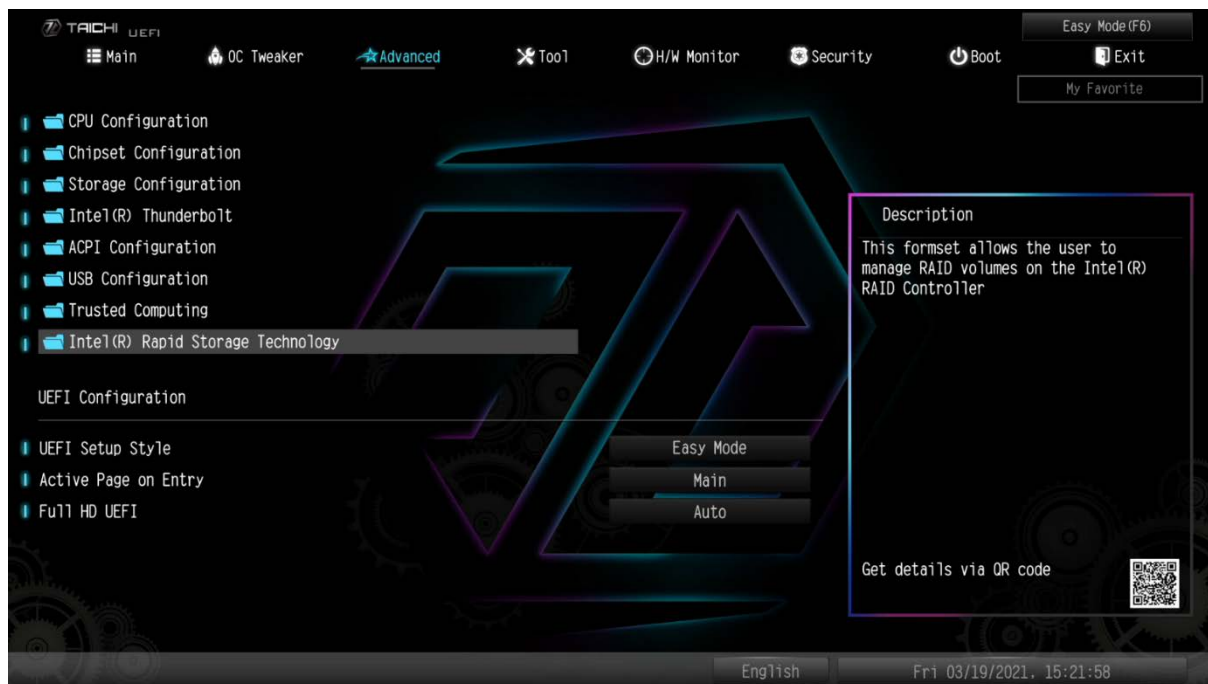 TAICHI UEFI
Easy Mode(F6)
Main
OC Tweaker
Advanced
Tool
H/W Monitor
Security
Boot
Exit
My Favorite
CPU Configuration
Chipset Configuration
Storage Configuration
Intel(R) Thunderbolt
ACPI Configuration
USB Configuration
Trusted Computing
Intel(R) Rapid Storage Technology
UEFI Configuration
UEFI Setup Style
Easy Mode
Active Page on Entry
Main
Full HD UEFI
Auto
Description
This formset allows the user to
manage RAID volumes on the Intel(R)
RAID Controller
Get details via QR code
English
Fri 03/19/2021, 15:21:58